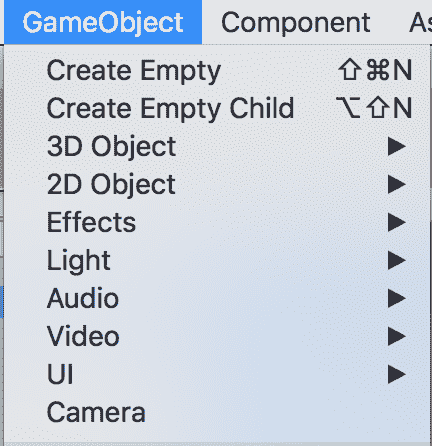 GameObject Component As
Create Empty ⇧⌘N
Create Empty Child ⌥⇧N
3D Object ▶
2D Object ▶
Effects ▶
Light ▶
Audio ▶
Video ▶
UI ▶
Camera